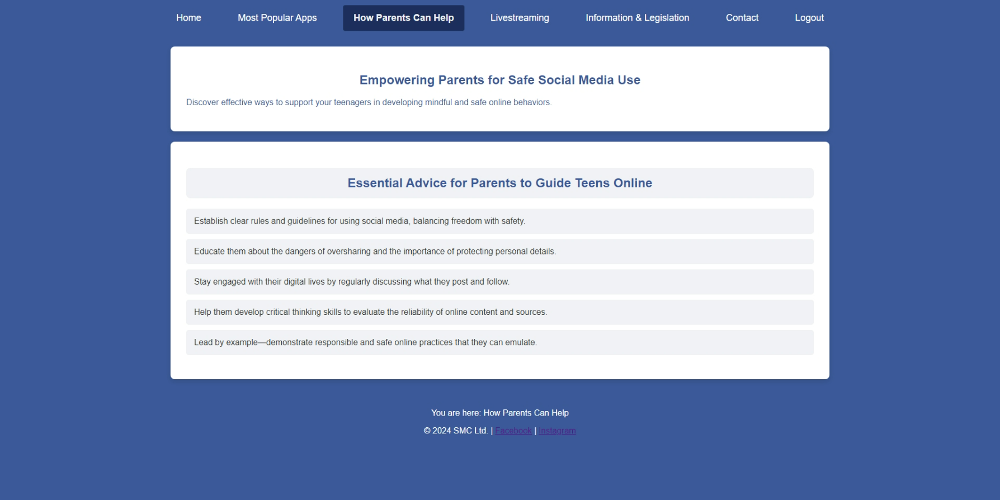 Home Most Popular Apps How Parents Can Help Livestreaming Information & Legislation Contact Logout
Empowering Parents for Safe Social Media Use
Discover effective ways to support your teenagers in developing mindful and safe online behaviors.
Essential Advice for Parents to Guide Teens Online
Establish clear rules and guidelines for using social media, balancing freedom with safety.
Educate them about the dangers of oversharing and the importance of protecting personal details.
Stay engaged with their digital lives by regularly discussing what they post and follow.
Help them develop critical thinking skills to evaluate the reliability of online content and sources.
Lead by example—demonstrate responsible and safe online practices that they can emulate.
You are here: How Parents Can Help
© 2024 SMC Ltd. | Facebook | Instagram